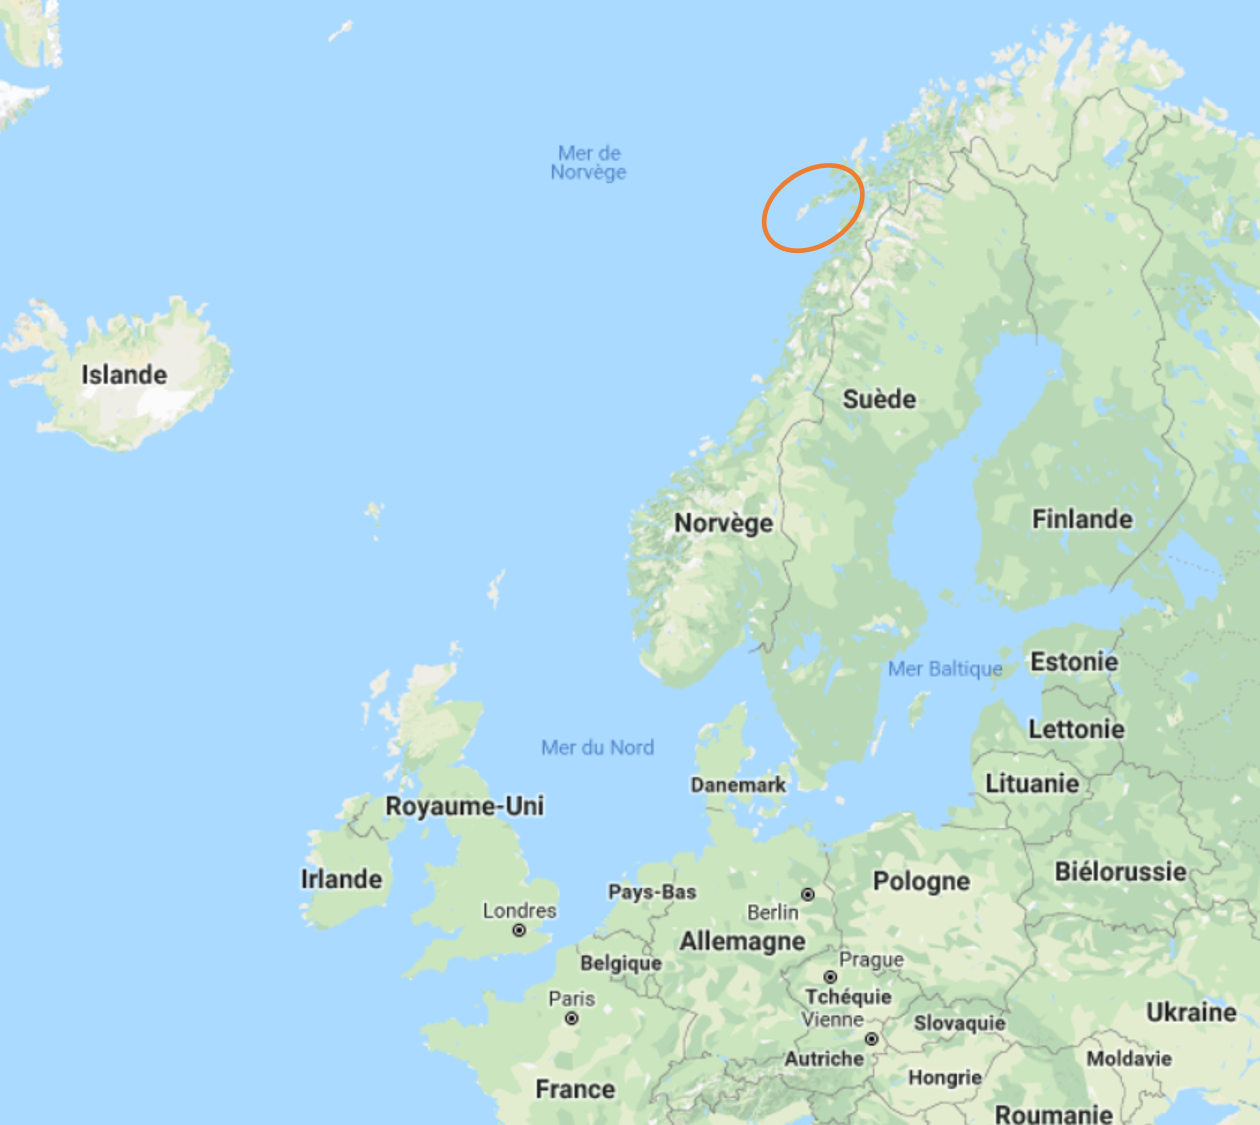 Mer de
Norvège
Islande
Suède
Norvège
Finlande
Estonie
Mer Baltique
Lettonie
Mer du Nord
Danemark
Lituanie
Royaume-Uni
Biélorussie
Irlande
Pays-Bas
Pologne
Londres
Berlin
Allemagne
Belgique
Prague
Paris
Tchéquie
Vienne
Slovaquie
Ukraine
Autriche
Moldavie
Hongrie
France
Roumanie